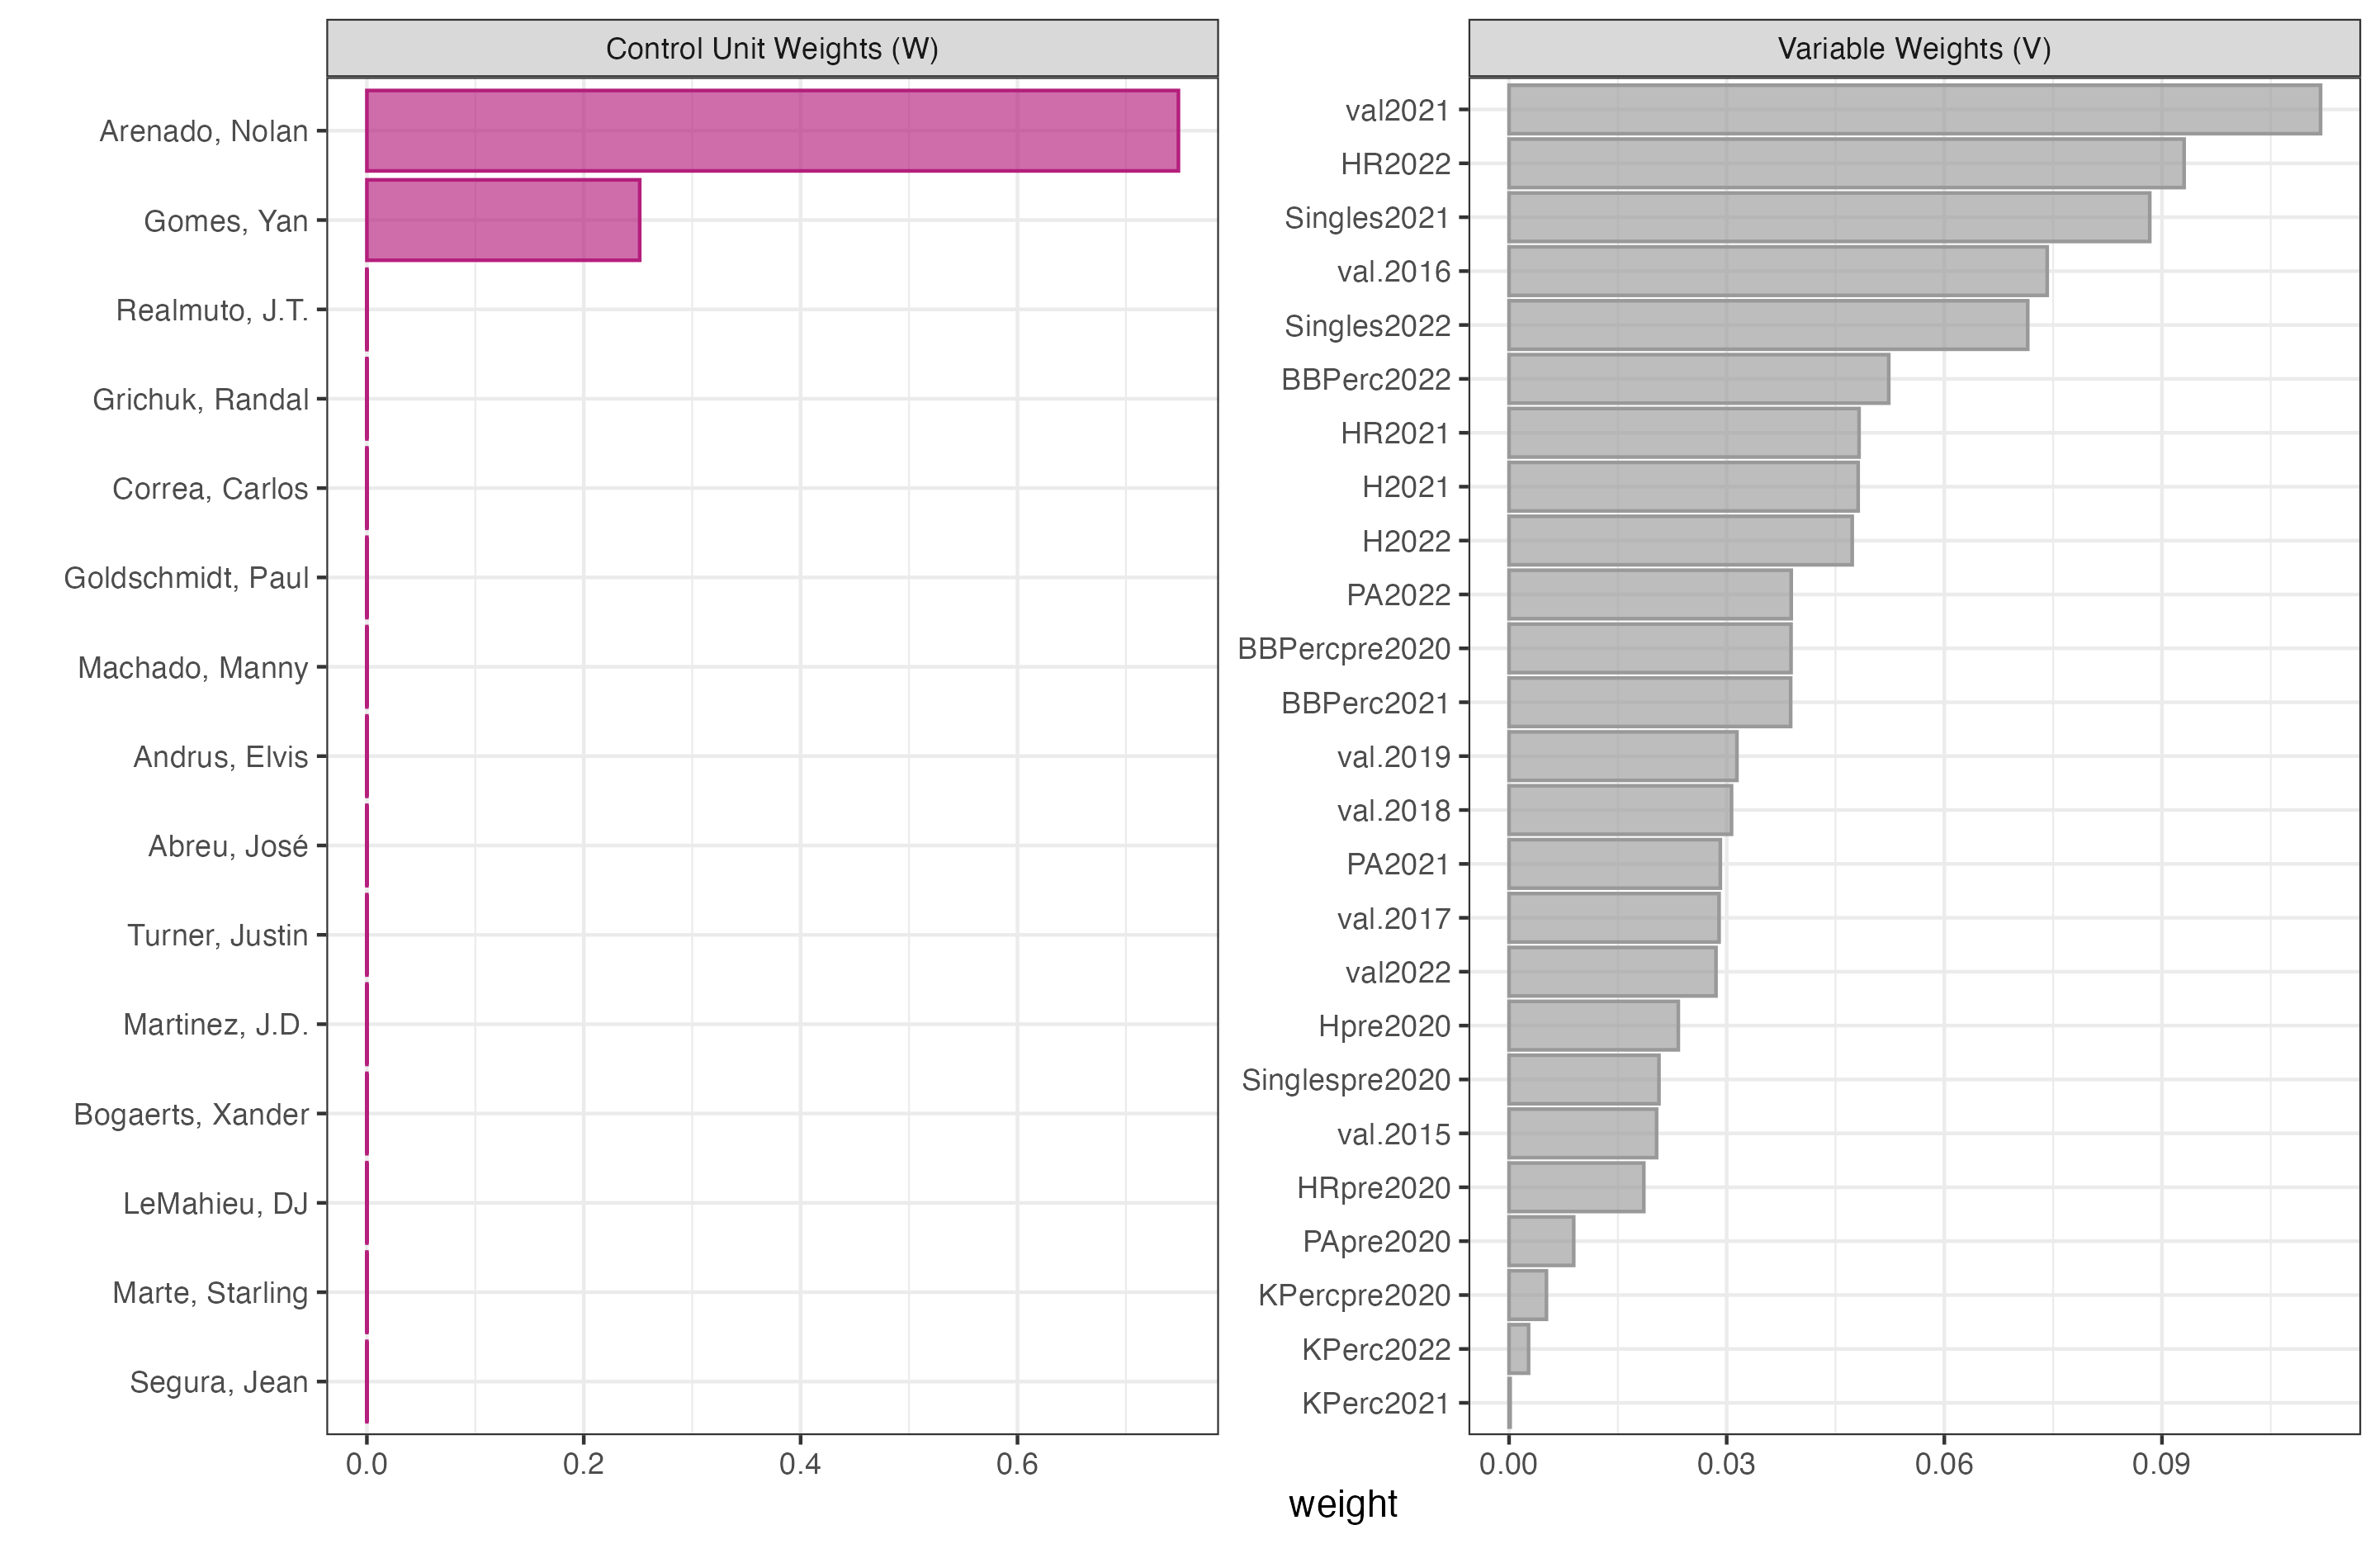 Control Unit Weights (W)
Arenado, Nolan
Gomes, Yan
Realmuto, J.T.
Grichuk, Randal
Correa, Carlos
Goldschmidt, Paul
Machado, Manny
Andrus, Elvis
Abreu, José
Turner, Justin
Martinez, J.D.
Bogaerts, Xander
LeMahieu, DJ
Marte, Starling
Segura, Jean
0.0 0.2 0.4 0.6
Variable Weights (V)
val2021
HR2022
Singles2021
val.2016
Singles2022
BBPerc2022
HR2021
H2021
H2022
PA2022
BBPercpre2020
BBPerc2021
val.2019
val.2018
PA2021
val.2017
val2022
Hpre2020
Singlespre2020
val.2015
HRpre2020
PApre2020
KPercpre2020
KPerc2022
KPerc2021
0.00 0.03 0.06 0.09
weight